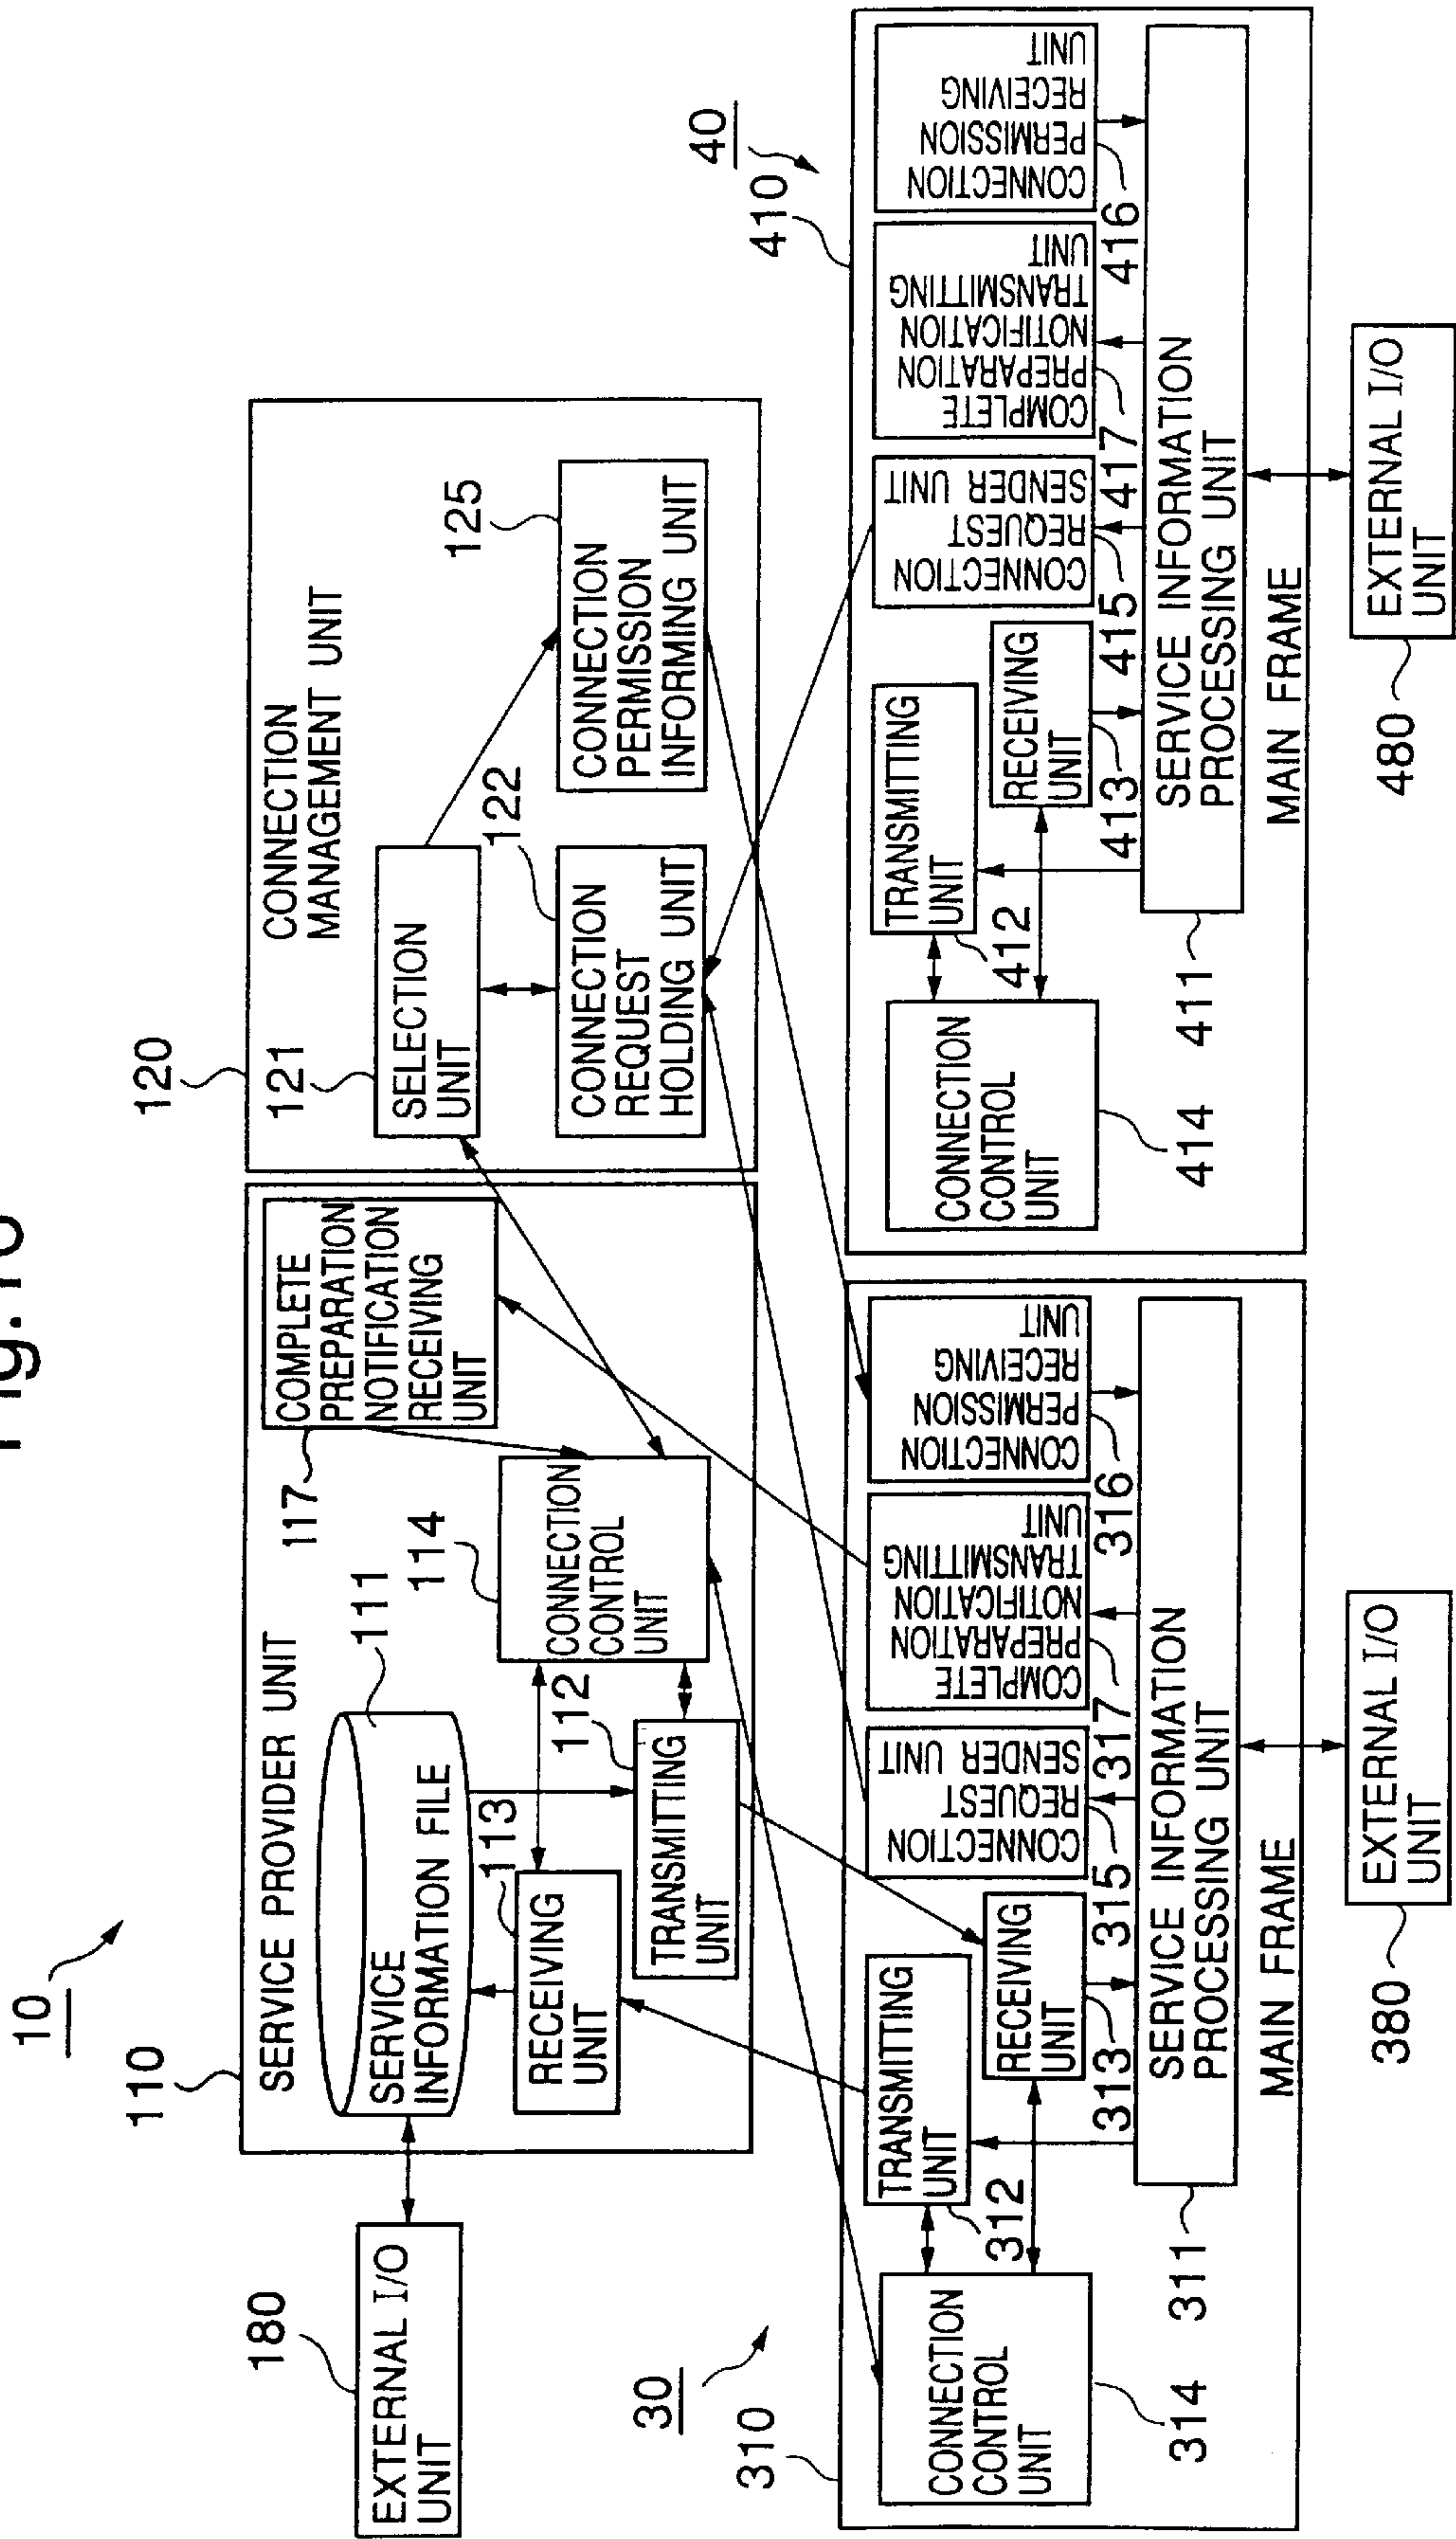 10
110
SERVICE PROVIDER UNIT
180
EXTERNAL I/O
UNIT
SERVICE
INFORMATION FILE
111
RECEIVING
UNIT
113
TRANSMITTING
UNIT
112
CONNECTION
CONTROL
UNIT
114
COMPLETE
PREPARATION
NOTIFICATION
RECEIVING
UNIT
117
120
CONNECTION
MANAGEMENT UNIT
121
SELECTION
UNIT
122
CONNECTION
REQUEST
HOLDING UNIT
125
CONNECTION
PERMISSION
INFORMING UNIT
30
310
CONNECTION
CONTROL
UNIT
314
TRANSMITTING
UNIT
312
RECEIVING
UNIT
313
CONNECTION
REQUEST
SENDER UNIT
315
COMPLETE
PREPARATION
NOTIFICATION
TRANSMITTING
UNIT
317
CONNECTION
PERMISSION
RECEIVING
UNIT
316
SERVICE INFORMATION
PROCESSING UNIT
311
MAIN FRAME
380
EXTERNAL I/O
UNIT
40
410
CONNECTION
CONTROL
UNIT
414
TRANSMITTING
UNIT
412
RECEIVING
UNIT
413
CONNECTION
REQUEST
SENDER UNIT
415
COMPLETE
PREPARATION
NOTIFICATION
TRANSMITTING
UNIT
417
CONNECTION
PERMISSION
RECEIVING
UNIT
416
SERVICE INFORMATION
PROCESSING UNIT
411
MAIN FRAME
480
EXTERNAL I/O
UNIT